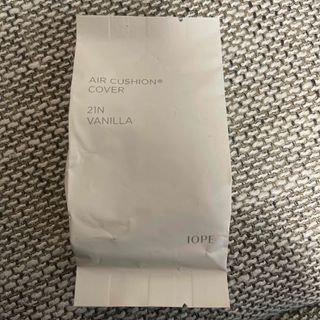 AIR CUSHION®
COVER
21N
VANILLA
IOPE